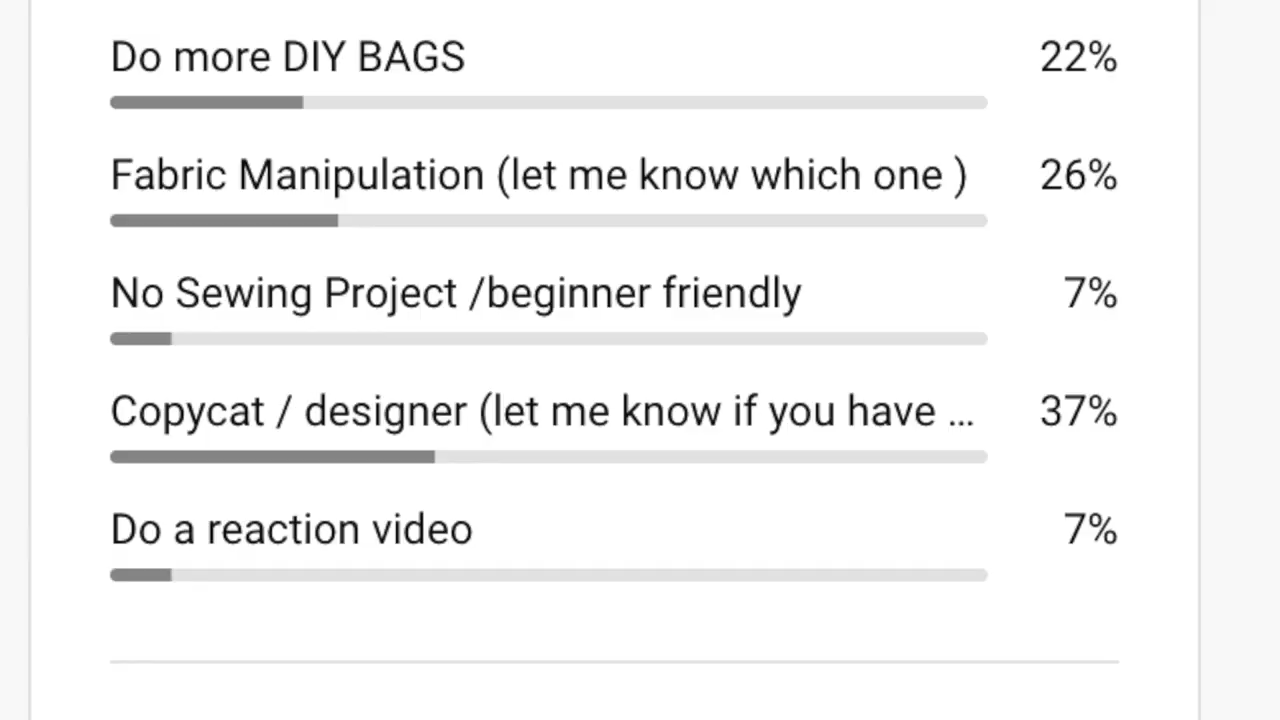 Do more DIY BAGS 22%
Fabric Manipulation (let me know which one ) 26%
No Sewing Project /beginner friendly 7%
Copycat / designer (let me know if you have ... 37%
Do a reaction video 7%